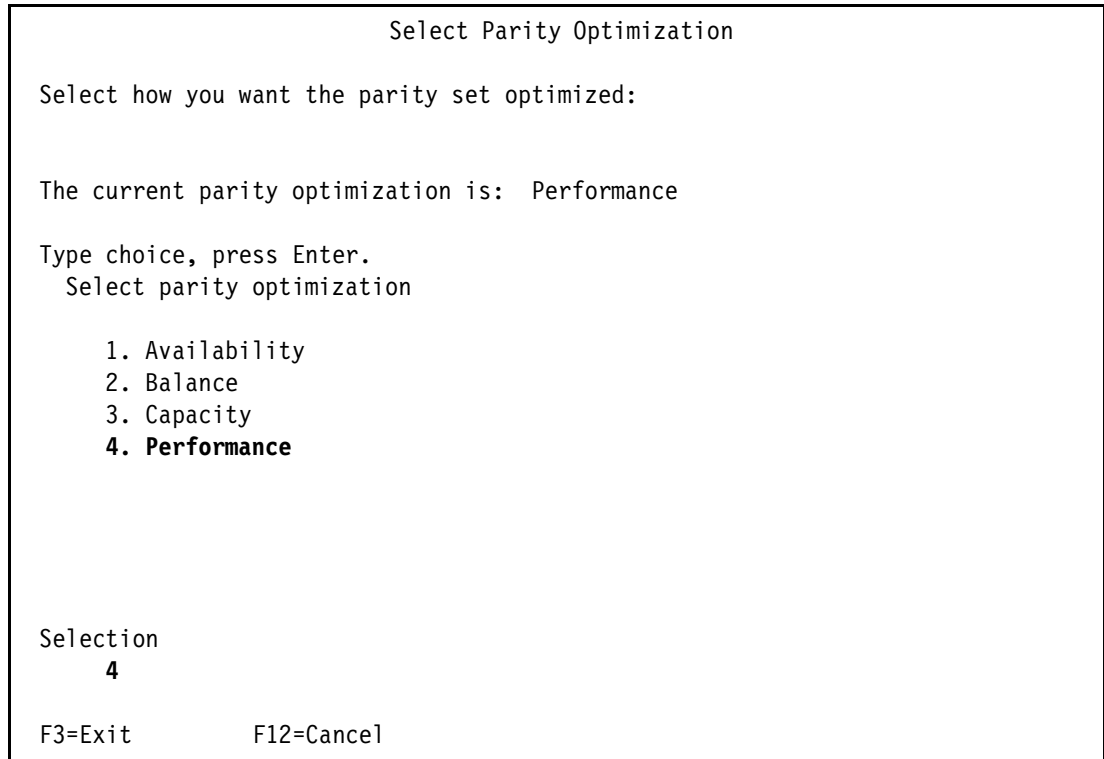 Select Parity Optimization
Select how you want the parity set optimized:
The current parity optimization is:  Performance
Type choice, press Enter.
Select parity optimization
1. Availability
2. Balance
3. Capacity
4. Performance
Selection
4
F3=Exit          F12=Cancel